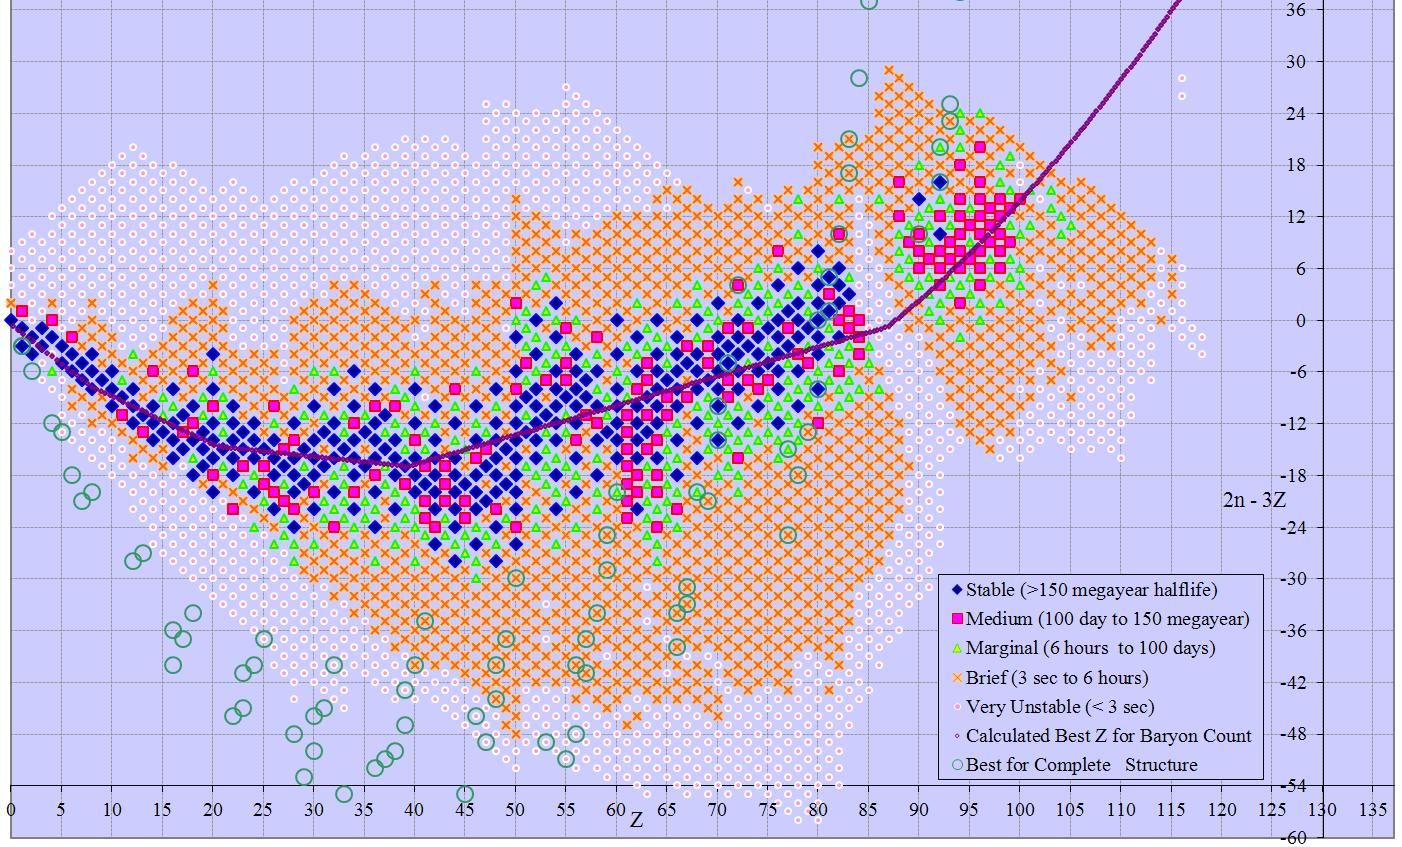 36
30
24
18
12
6
0
-6
-12
-18
2n - 3Z
-24
-30
Stable (>150 megayear halflife)
Medium (100 day to 150 megayear)
-36
Marginal (6 hours to 100 days)
Brief (3 sec to 6 hours)
-42
Very Unstable (< 3 sec)
Calculated Best Z for Baryon Count
-48
Best for Complete Structure
-54
0 5 10 15 20 25 30 35 40 45 50 55 60 65 70 75 80 85 90 95 100 105 110 115 120 125 130 135
Z
-60